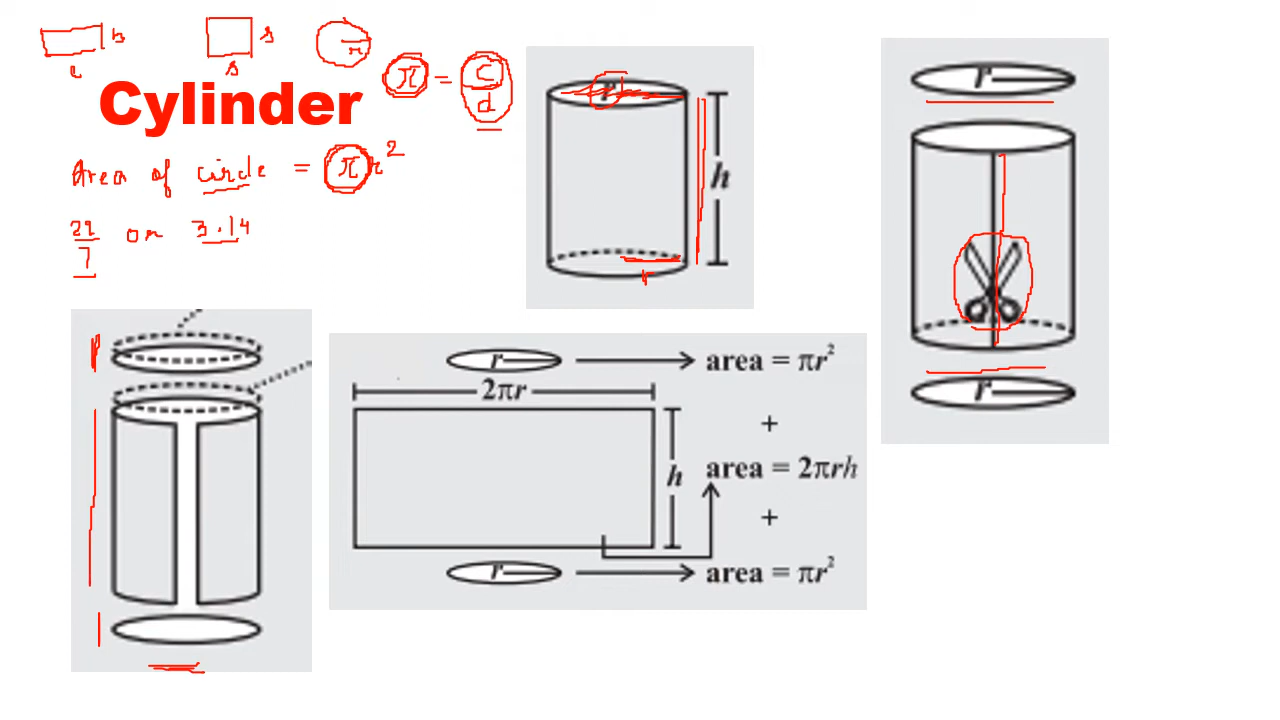 b
s
r
l
s
π = C/d
Cylinder
Area of circle = πr²
22/7 or 3.14
r
h
r
r
r
r → area = πr²
2πr
+
h
area = 2πrh
+
r → area = πr²